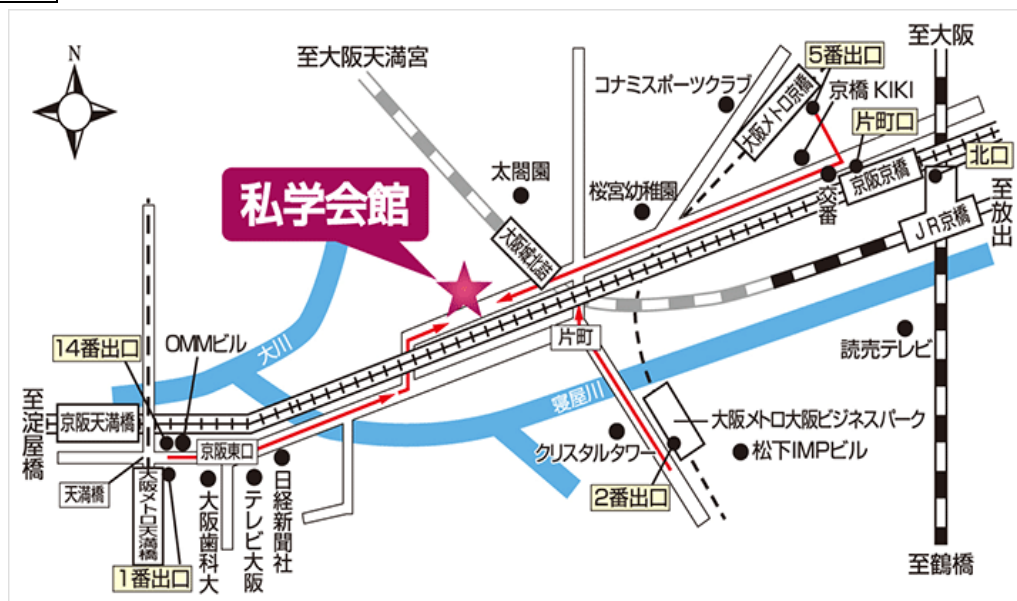 N
至大阪天満宮
コナミスポーツクラブ
大阪メトロ京橋
5番出口
京橋 KIKI
至大阪
片町口
北口
京阪京橋
交番
至放出
JR京橋
太閤園
桜宮幼稚園
大阪城北詰
私学会館
14番出口
OMMビル
大川
片町
読売テレビ
至淀屋橋
京阪天満橋
京阪東口
寝屋川
大阪メトロ大阪ビジネスパーク
クリスタルタワー
松下IMPビル
2番出口
天満橋
大阪メトロ天満橋
1番出口
大阪歯科大
テレビ大阪
日経新聞社
至鶴橋